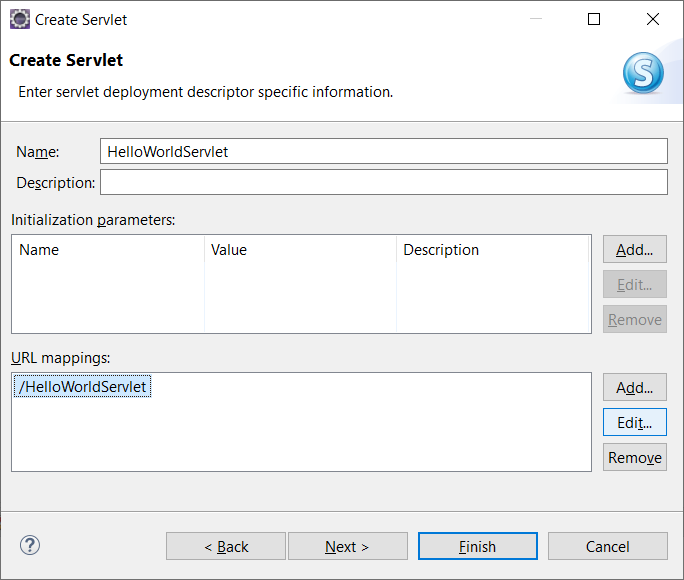 Create Servlet
Create Servlet
Enter servlet deployment descriptor specific information.
Name: HelloWorldServlet
Description:
Initialization parameters:
Name Value Description
Add...
Edit...
Remove
URL mappings:
/HelloWorldServlet
Add...
Edit...
Remove
? < Back Next > Finish Cancel